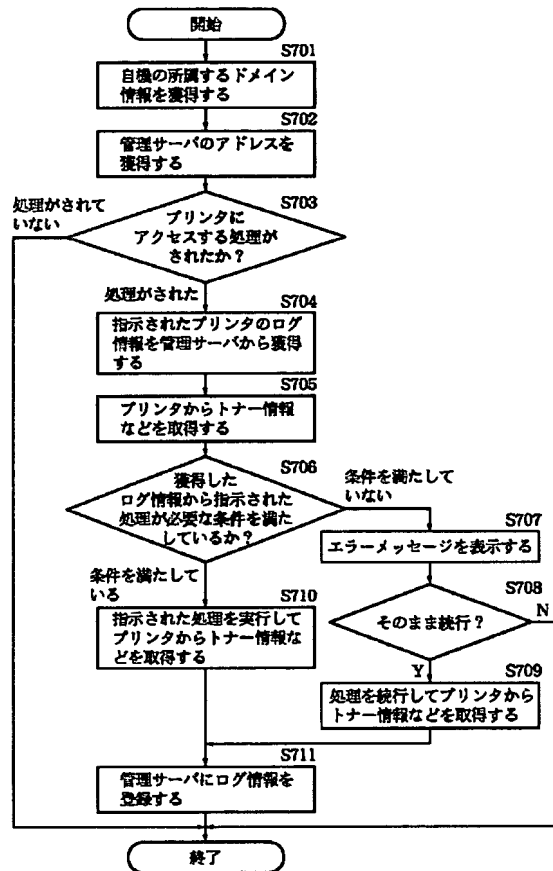 開始
S701
自機の所属するドメイン
情報を獲得する
S702
管理サーバのアドレスを
獲得する
S703
処理がされて
いない
プリンタに
アクセスする処理が
されたか?
処理がされた
S704
指示されたプリンタのログ
情報を管理サーバから獲得
する
S705
プリンタからトナー情報
などを取得する
S706
獲得した
ログ情報から指示された
処理が必要な条件を満た
しているか?
条件を満たして
いない
S707
エラーメッセージを表示する
条件を満たして
いる
S710
指示された処理を実行して
プリンタからトナー情報な
どを取得する
S708
そのまま続行?
N
Y
S709
処理を続行してプリンタから
トナー情報などを取得する
S711
管理サーバにログ情報を
登録する
終了